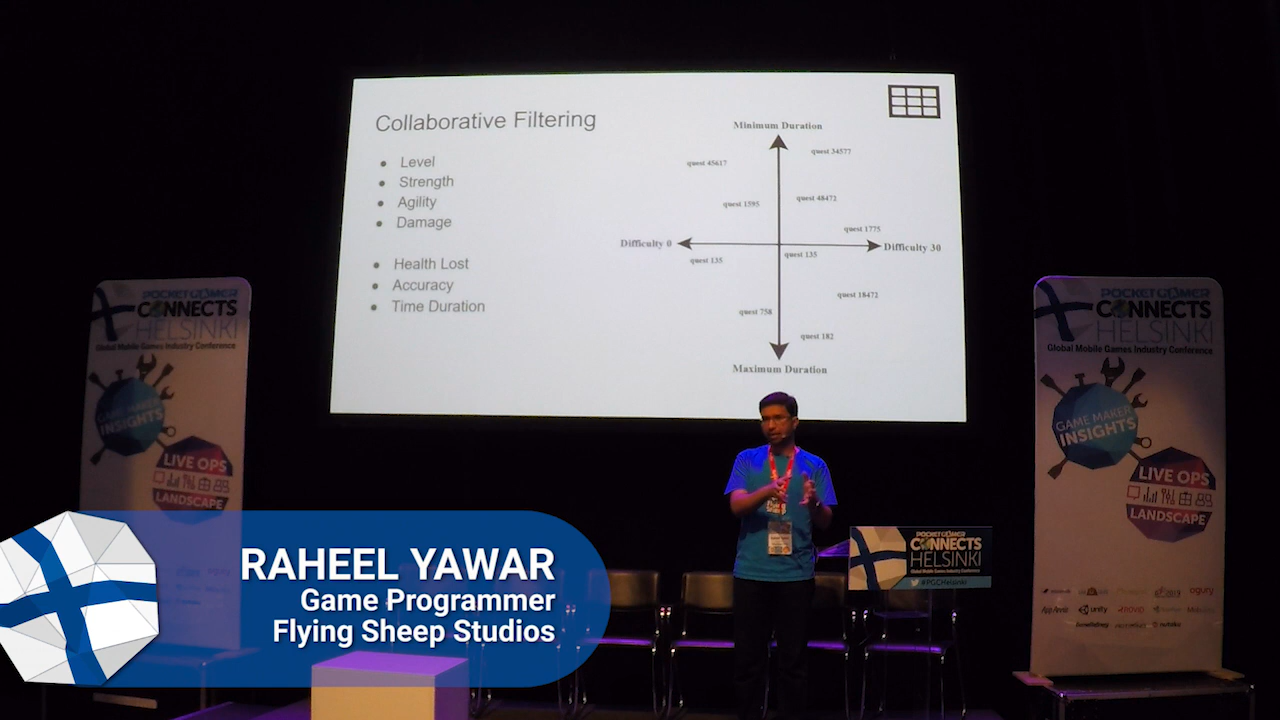 Collaborative Filtering
Level
Strength
Agility
Damage
Health Lost
Accuracy
Time Duration
Minimum Duration
quest 34577
quest 45617
quest 1595
quest 48472
quest 1775
Difficulty 0
Difficulty 30
quest 135
quest 135
quest 18472
quest 758
quest 182
Maximum Duration
POCKET GAMER
CONNECTS
HELSINKI
Global Mobile Games Industry Conference
GAME MAKER
INSIGHTS
LIVE OPS
LANDSCAPE
POCKET GAMER
CONNECTS
HELSINKI
Global Mobile Games Industry Conference
GAME MAKER
INSIGHTS
LIVE OPS
LANDSCAPE
ogury
App Annie
unity
POCKET GAMER
CONNECTS
HELSINKI
#PGCHelsinki
RAHEEL YAWAR
Game Programmer
Flying Sheep Studios